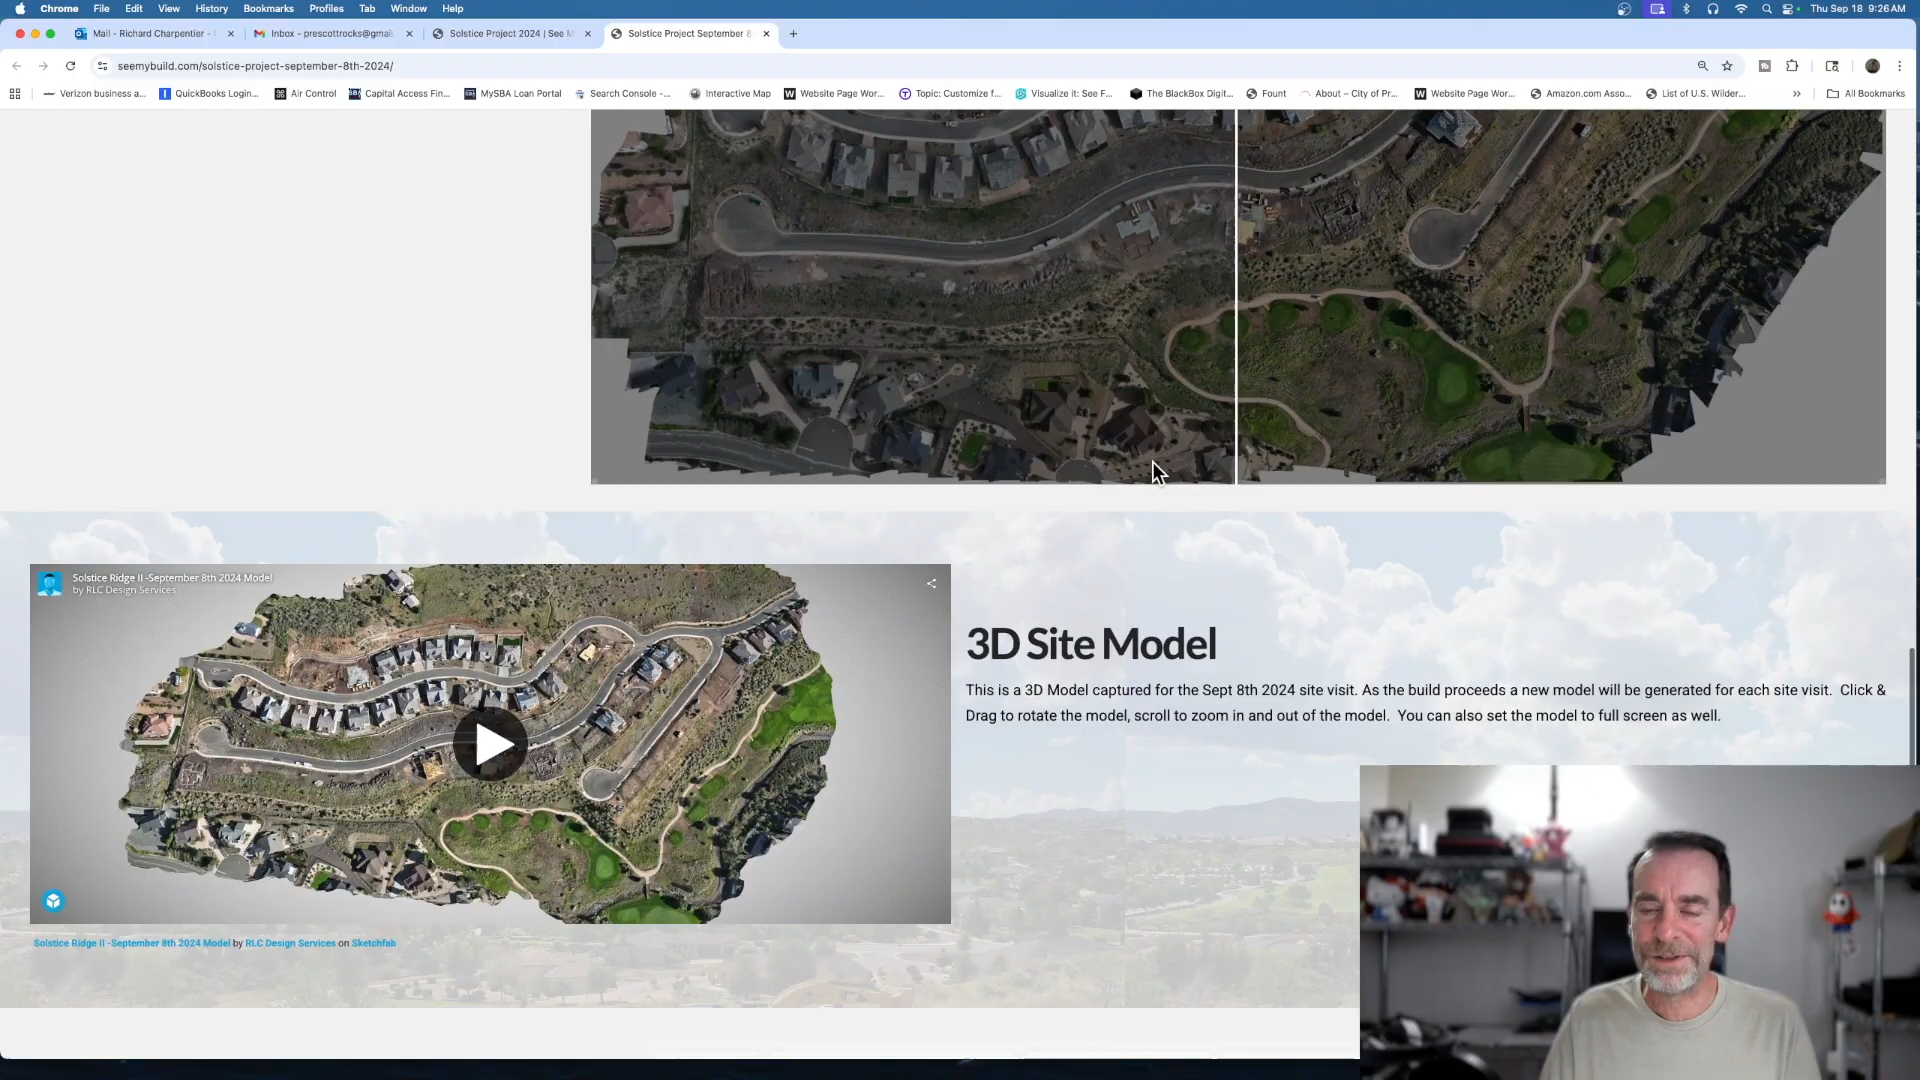 Chrome File Edit View History Bookmarks Profiles Tab Window Help Thu Sep 18 9:26 AM
Mail - Richard Charpentier - Inbox - prescottrocks@gmai Solstice Project 2024 | See M Solstice Project September 8
seemybuild.com/solstice-project-september-8th-2024/
Verizon business a... QuickBooks Login... Air Control Capital Access Fin... MySBA Loan Portal Search Console -... Interactive Map Website Page Wor... Topic: Customize f... Visualize it: See F... The BlackBox Digit... Fount About – City of Pr... Website Page Wor... Amazon.com Asso... List of U.S. Wilder... All Bookmarks
Solstice Ridge II -September 8th 2024 Model
by RLC Design Services
3D Site Model
This is a 3D Model captured for the Sept 8th 2024 site visit. As the build proceeds a new model will be generated for each site visit. Click &
Drag to rotate the model, scroll to zoom in and out of the model. You can also set the model to full screen as well.
Solstice Ridge II -September 8th 2024 Model by RLC Design Services on Sketchfab